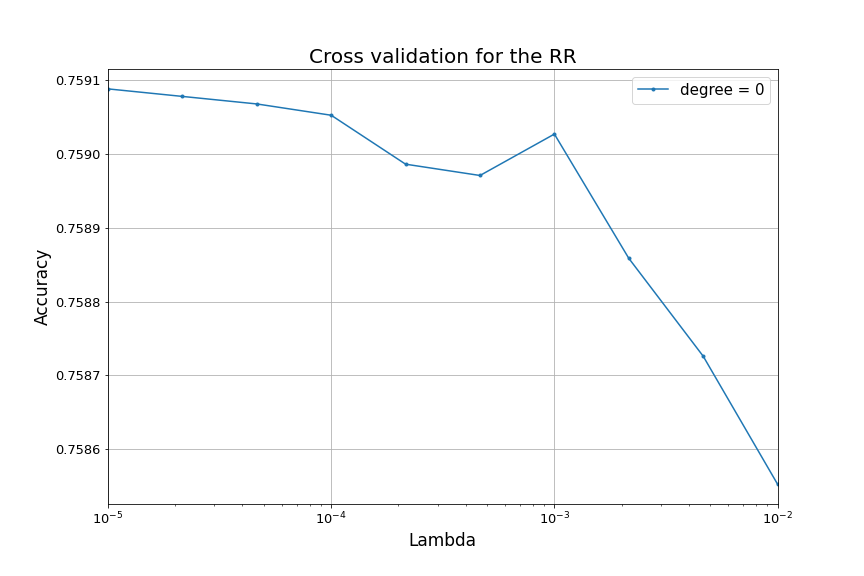 Cross validation for the RR
degree = 0
Accuracy
0.7591
0.7590
0.7589
0.7588
0.7587
0.7586
10⁻⁵ 10⁻⁴ 10⁻³ 10⁻²
Lambda